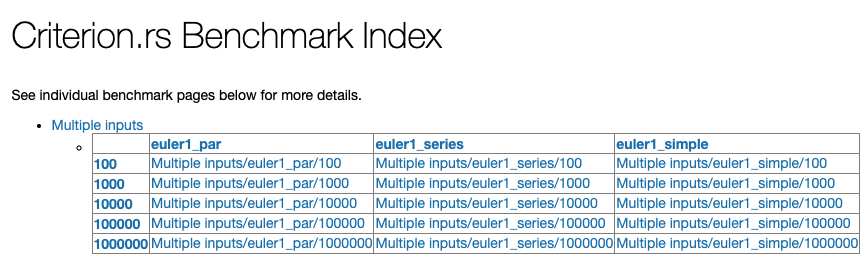 Criterion.rs Benchmark Index
See individual benchmark pages below for more details.
Multiple inputs
euler1_par euler1_series euler1_simple
100 Multiple inputs/euler1_par/100 Multiple inputs/euler1_series/100 Multiple inputs/euler1_simple/100
1000 Multiple inputs/euler1_par/1000 Multiple inputs/euler1_series/1000 Multiple inputs/euler1_simple/1000
10000 Multiple inputs/euler1_par/10000 Multiple inputs/euler1_series/10000 Multiple inputs/euler1_simple/10000
100000 Multiple inputs/euler1_par/100000 Multiple inputs/euler1_series/100000 Multiple inputs/euler1_simple/100000
1000000 Multiple inputs/euler1_par/1000000 Multiple inputs/euler1_series/1000000 Multiple inputs/euler1_simple/1000000